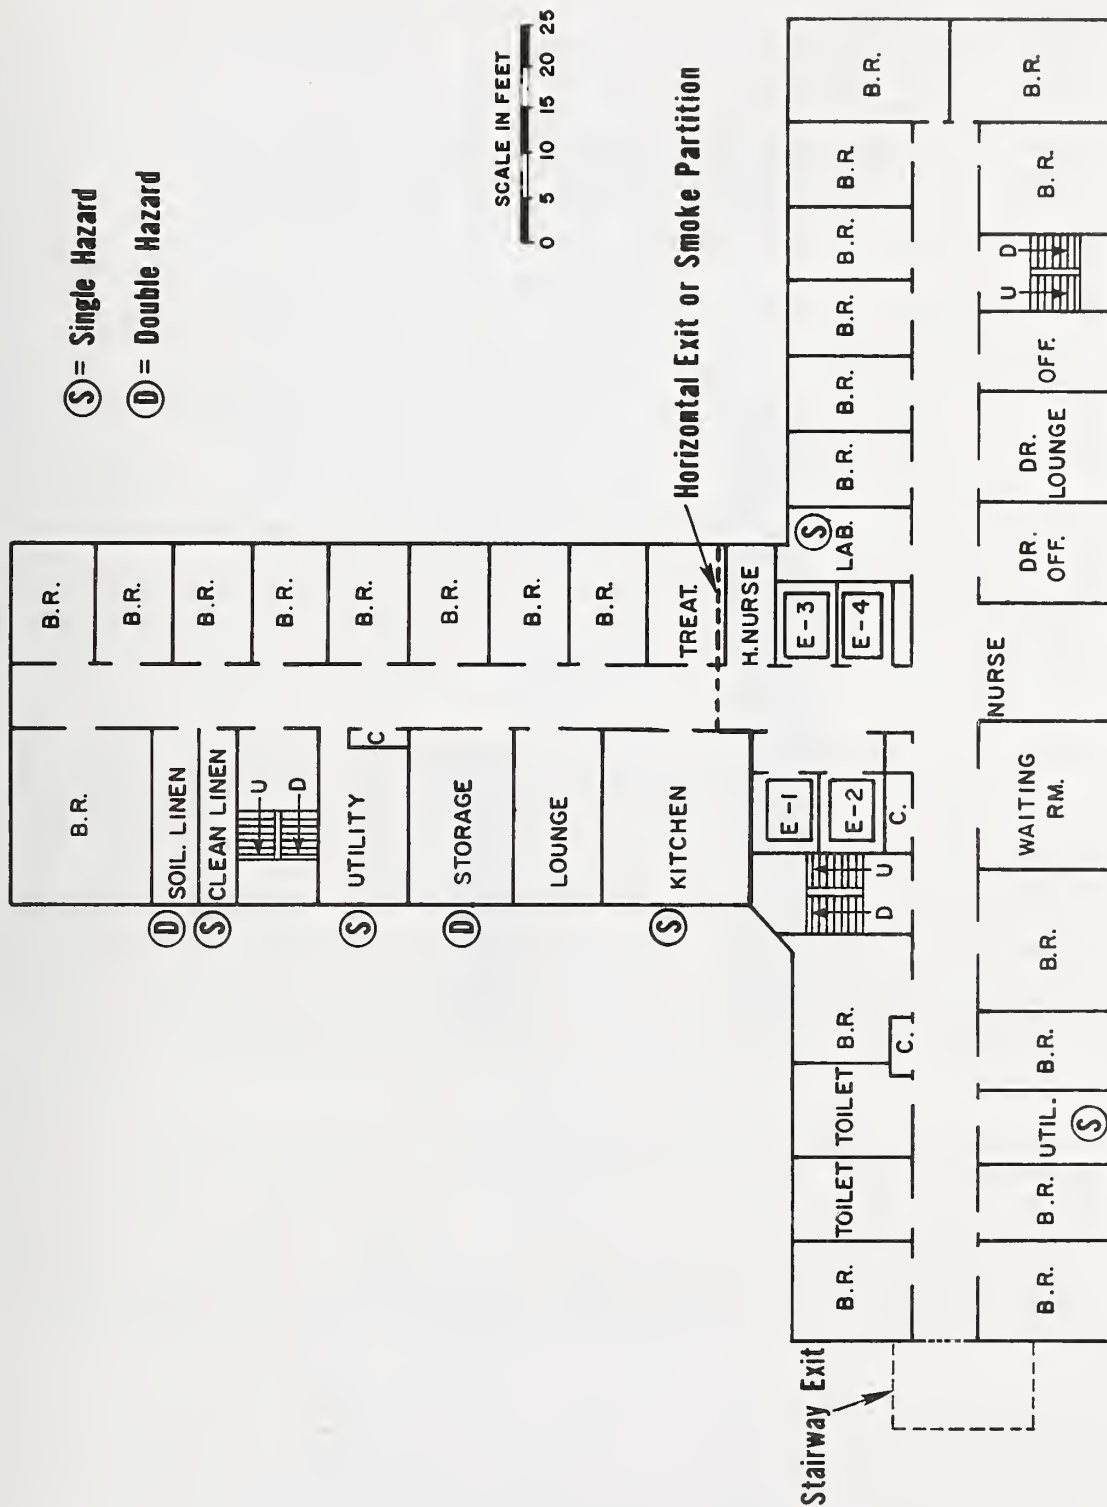 Ⓢ = Single Hazard
Ⓓ = Double Hazard
SCALE IN FEET
0 5 10 15 20 25
Horizontal Exit or Smoke Partition
B.R.
B.R.
B.R.
B.R.
B.R.
B.R.
B.R.
B.R.
TREAT.
H.NURSE
B.R.
Ⓓ
SOIL. LINEN
Ⓢ
CLEAN LINEN
U
D
Ⓢ
UTILITY
C
Ⓓ
STORAGE
LOUNGE
Ⓢ
KITCHEN
E-1
E-2
E-3
E-4
C.
D
U
Ⓢ
LAB.
B.R.
B.R.
B.R.
B.R.
B.R.
B.R.
B.R.
B.R.
U
D
OFF.
DR.
LOUNGE
DR.
OFF.
NURSE
WAITING
RM.
B.R.
C.
TOILET
TOILET
B.R.
B.R.
B.R.
UTIL.
Ⓢ
B.R.
B.R.
Stairway Exit